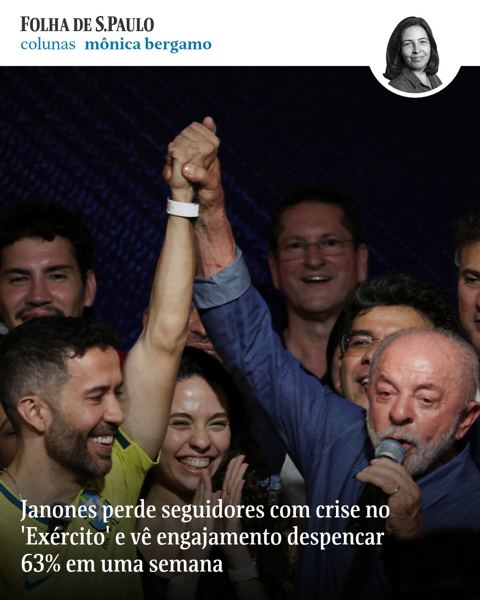 FOLHA DE S.PAULO
colunas mônica bergamo
Janones perde seguidores com crise no
'Exército' e vê engajamento despencar
63% em uma semana